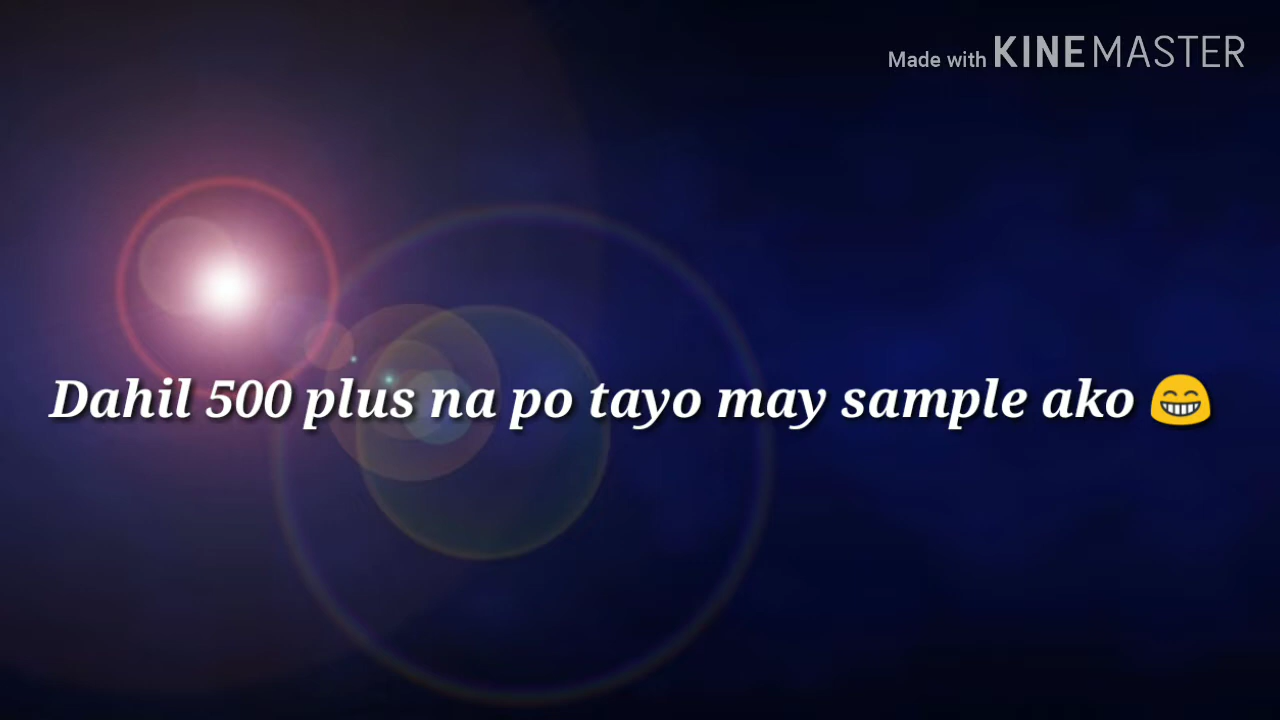 Made with KINEMASTER
Dahil 500 plus na po tayo may sample ako 😁